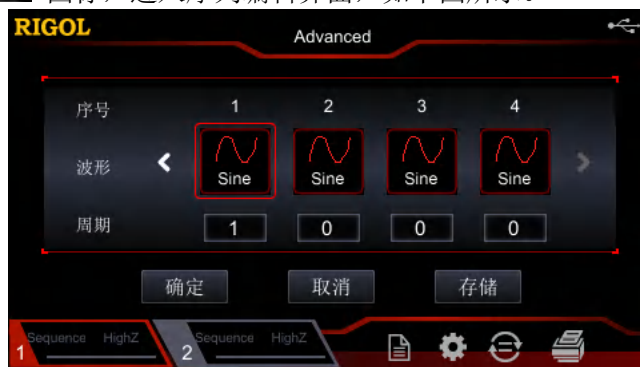 RIGOL
Advanced
序号 1 2 3 4
波形 Sine Sine Sine Sine
周期 1 0 0 0
确定 取消 存储
1 Sequence HighZ 2 Sequence HighZ